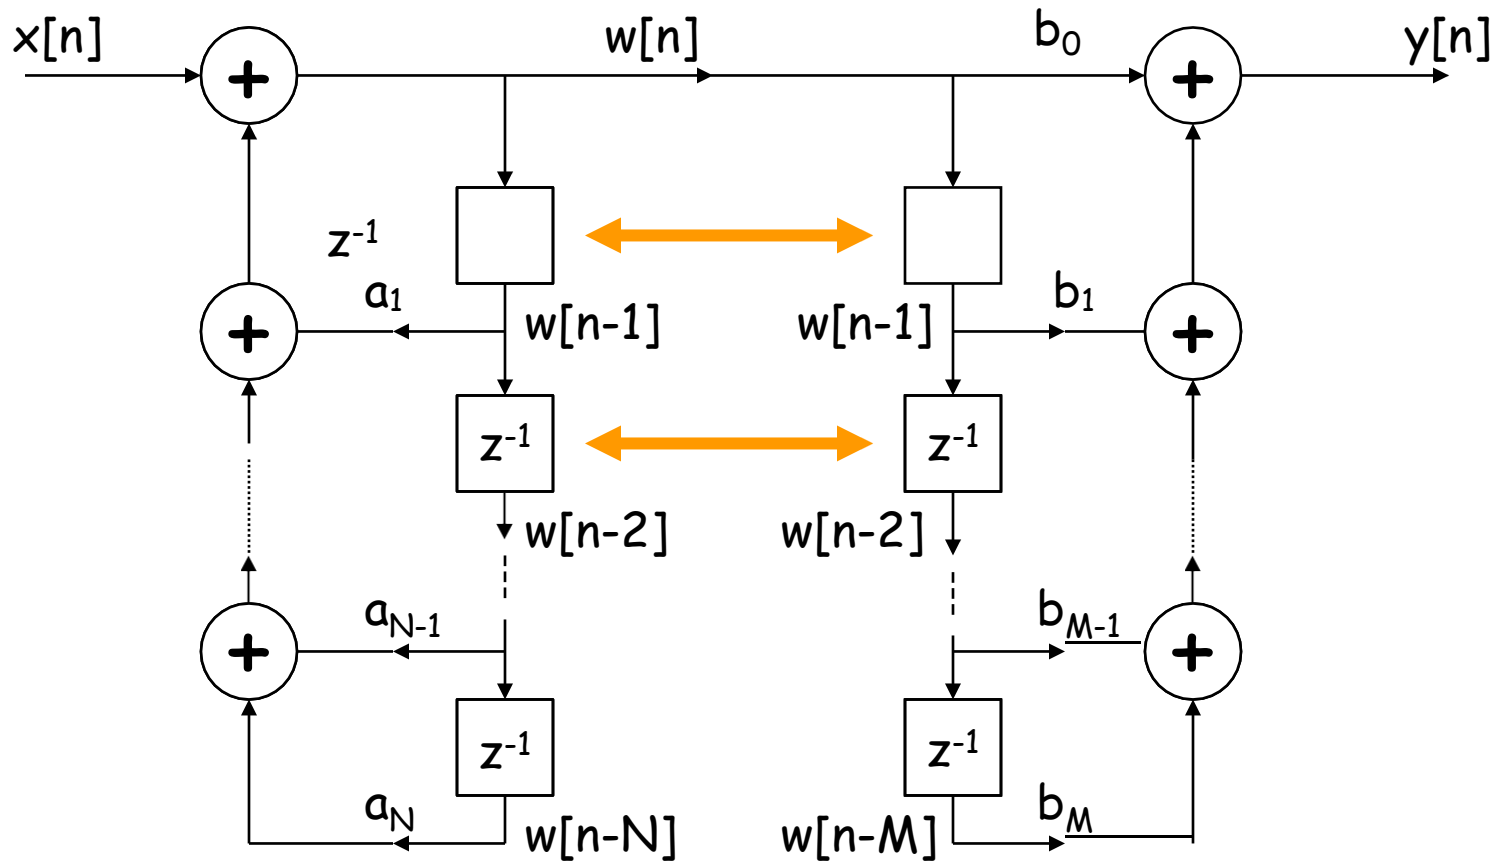 x[n] w[n] b0 y[n]
+ +
z-1
a1 b1
w[n-1] w[n-1]
+ +
z-1 z-1
w[n-2] w[n-2]
aN-1 bM-1
+ +
z-1 z-1
aN bM
w[n-N] w[n-M]